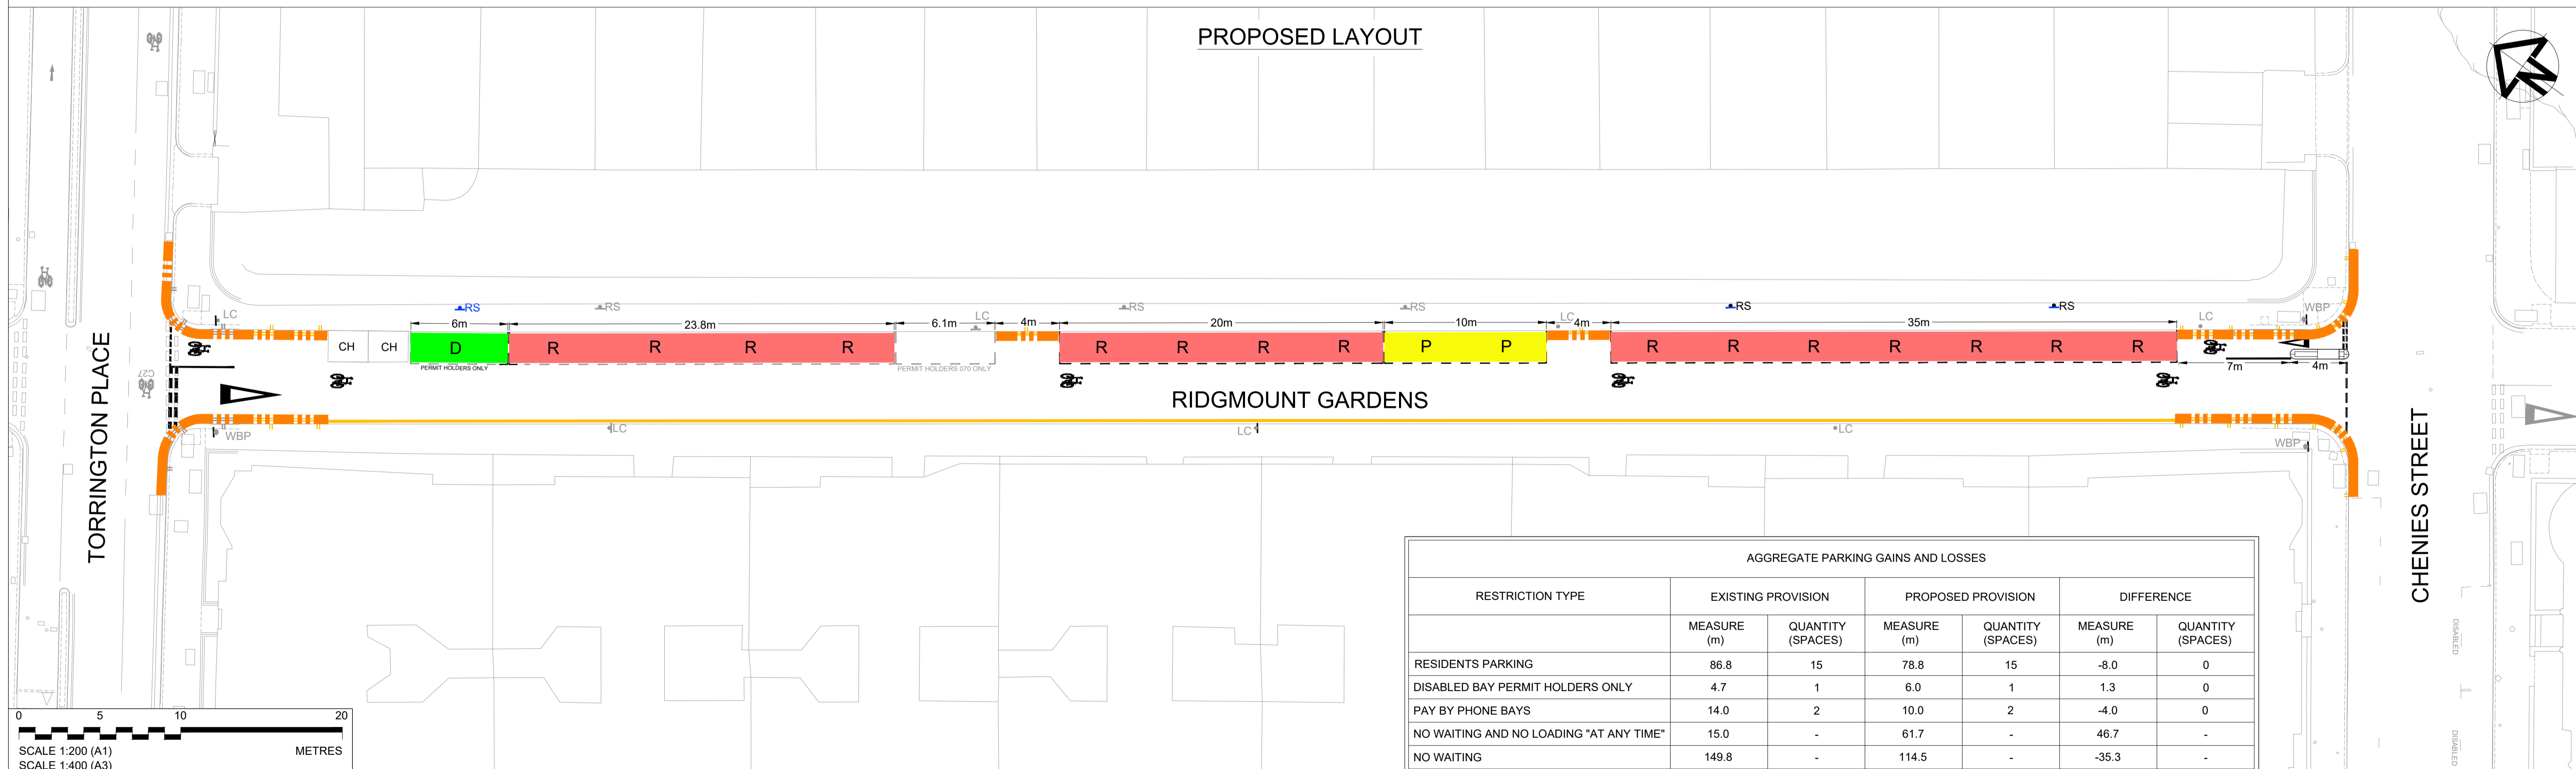 PROPOSED LAYOUT
N
RS
RS
RS
RS
RS
RS
LC
LC
LC
LC
WBP
6m
23.8m
6.1m
4m
20m
10m
4m
35m
CH CH D R R R R R R R R P P R R R R R R R
PERMIT HOLDERS ONLY
PERMIT HOLDERS 070 ONLY
7m
4m
C27
TORRINGTON PLACE
RIDGMOUNT GARDENS
CHENIES STREET
WBP
LC
LC
LC
WBP
DISABLED
DISABLED
AGGREGATE PARKING GAINS AND LOSSES
RESTRICTION TYPE EXISTING PROVISION PROPOSED PROVISION DIFFERENCE
MEASURE (m) QUANTITY (SPACES) MEASURE (m) QUANTITY (SPACES) MEASURE (m) QUANTITY (SPACES)
RESIDENTS PARKING 86.8 15 78.8 15 -8.0 0
DISABLED BAY PERMIT HOLDERS ONLY 4.7 1 6.0 1 1.3 0
PAY BY PHONE BAYS 14.0 2 10.0 2 -4.0 0
NO WAITING AND NO LOADING "AT ANY TIME" 15.0 - 61.7 - 46.7 -
NO WAITING 149.8 - 114.5 - -35.3 -
0 5 10 20
SCALE 1:200 (A1) METRES
SCALE 1:400 (A3)